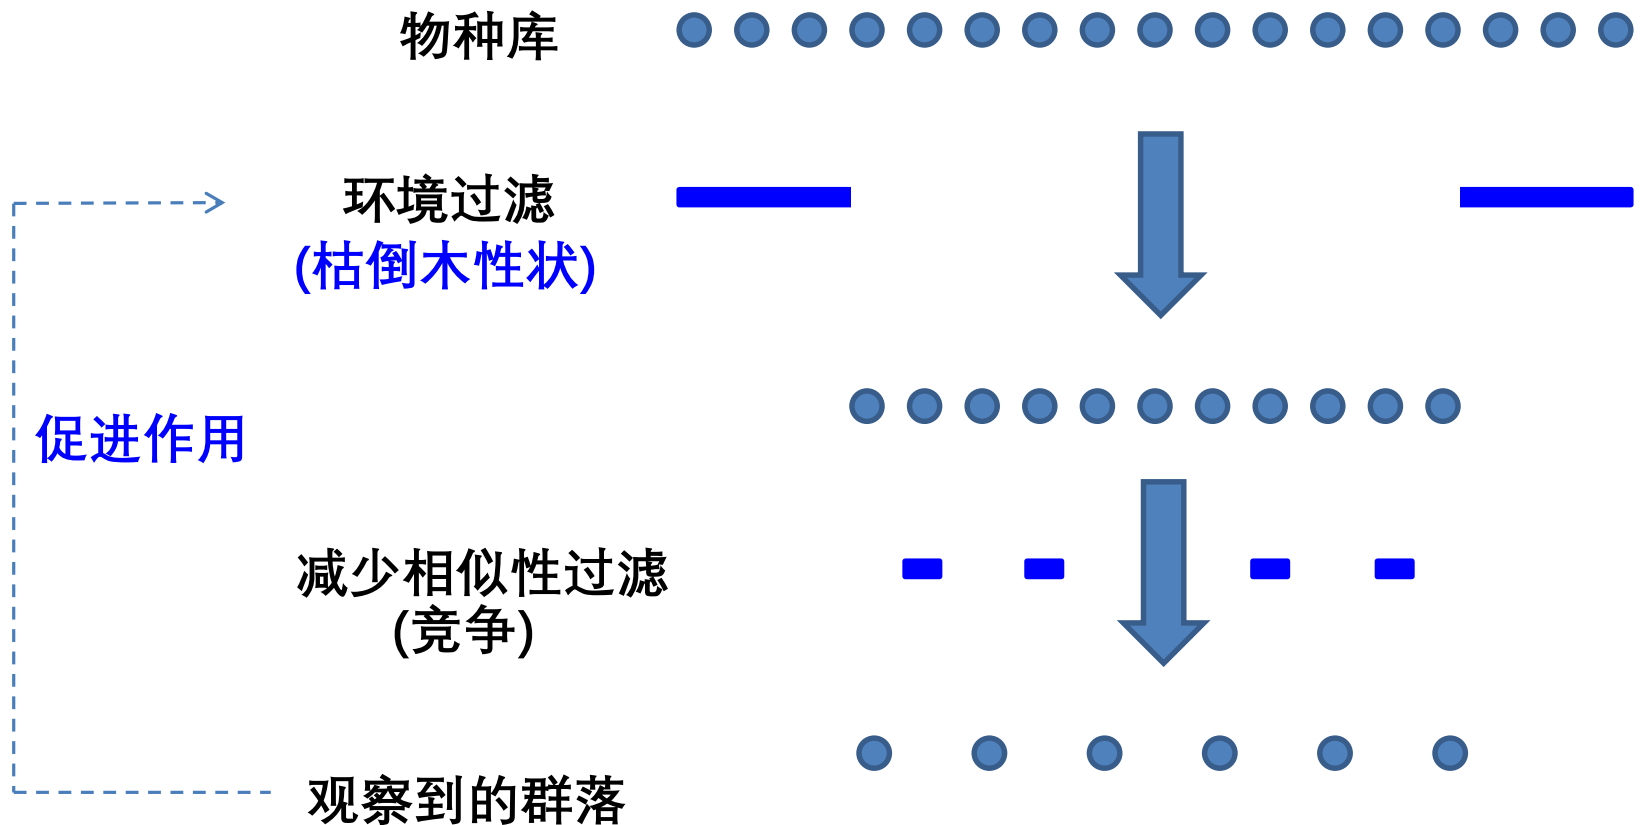 物种库
环境过滤
(枯倒木性状)
促进作用
减少相似性过滤
(竞争)
观察到的群落